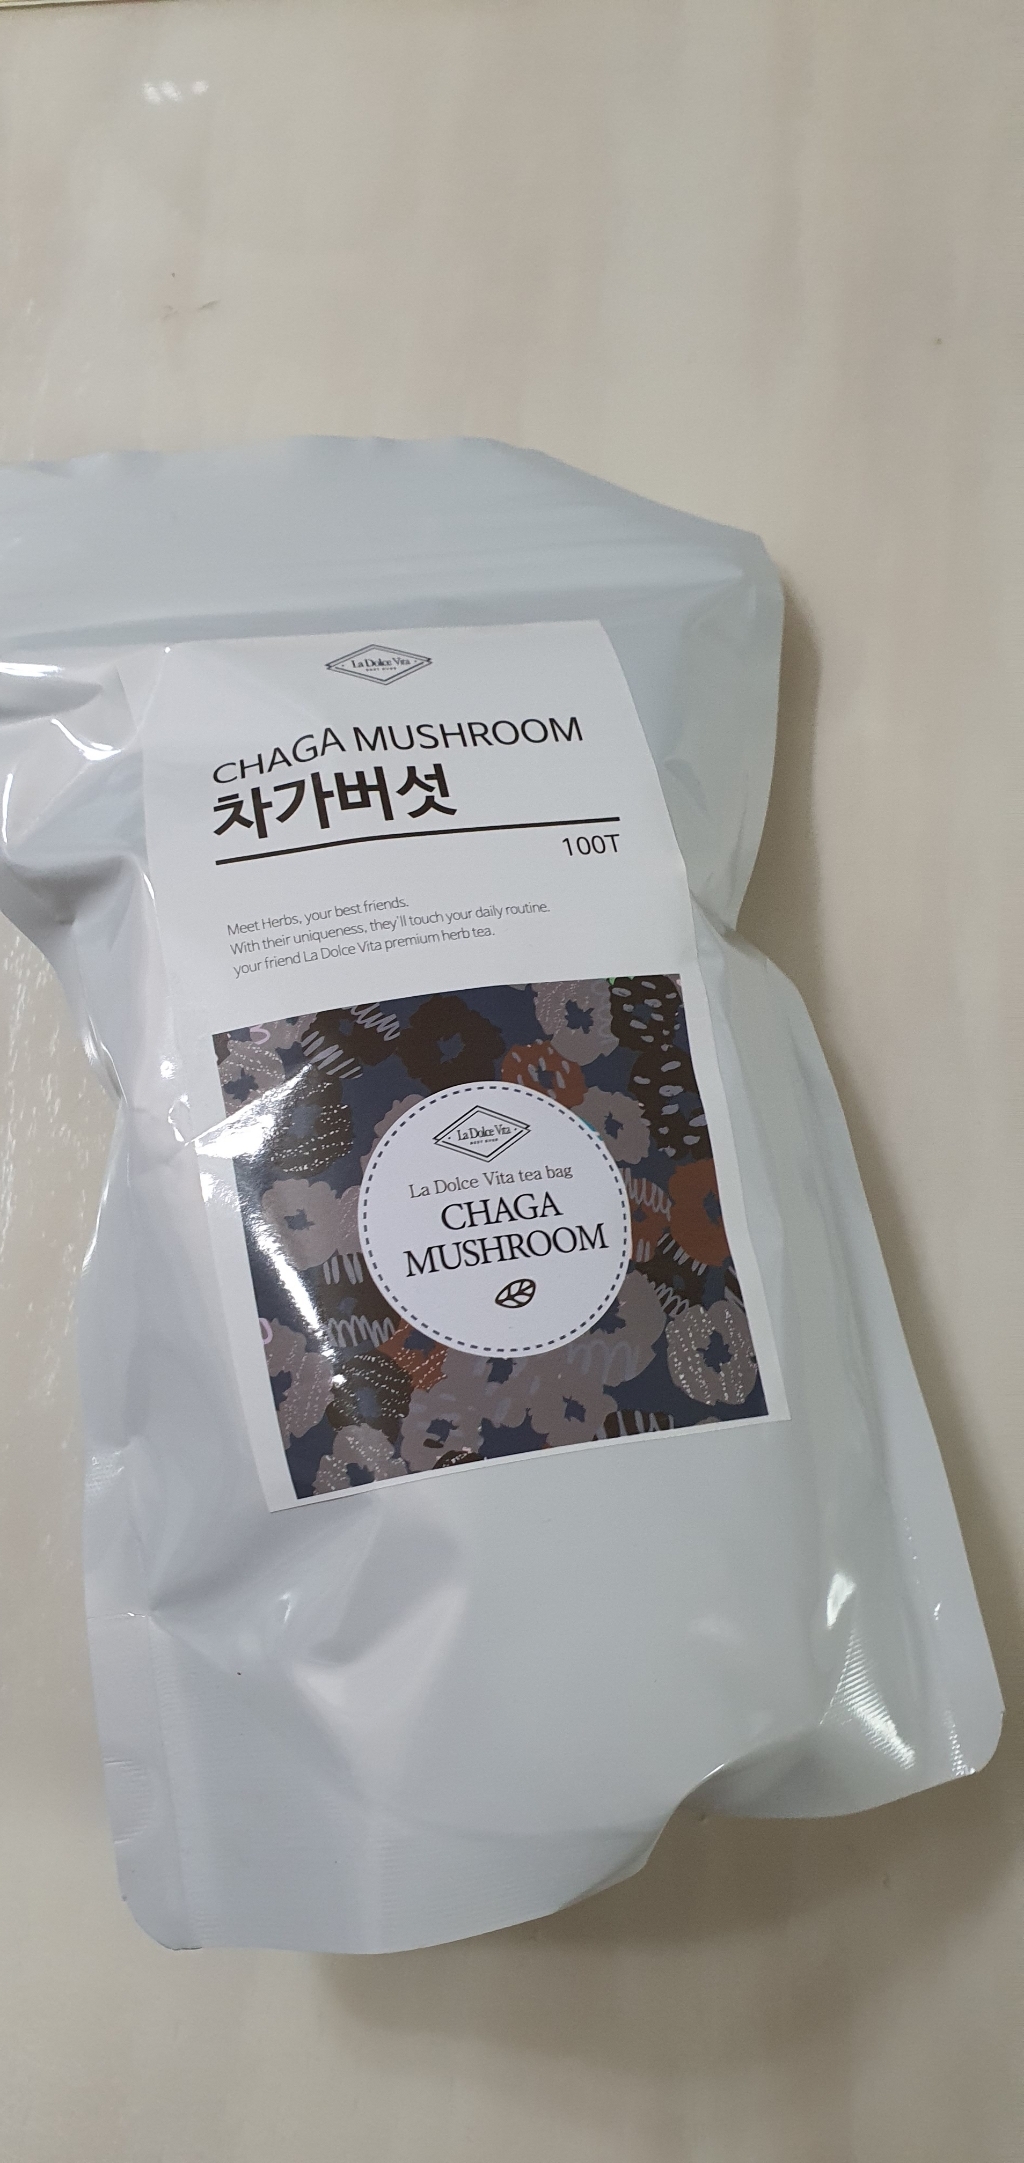 La Dolce Vita
CHAGA MUSHROOM
차가버섯
100T
Meet Herbs, your best friends.
With their uniqueness, they'll touch your daily routine.
your friend La Dolce Vita premium herb tea.
La Dolce Vita
La Dolce Vita tea bag
CHAGA
MUSHROOM